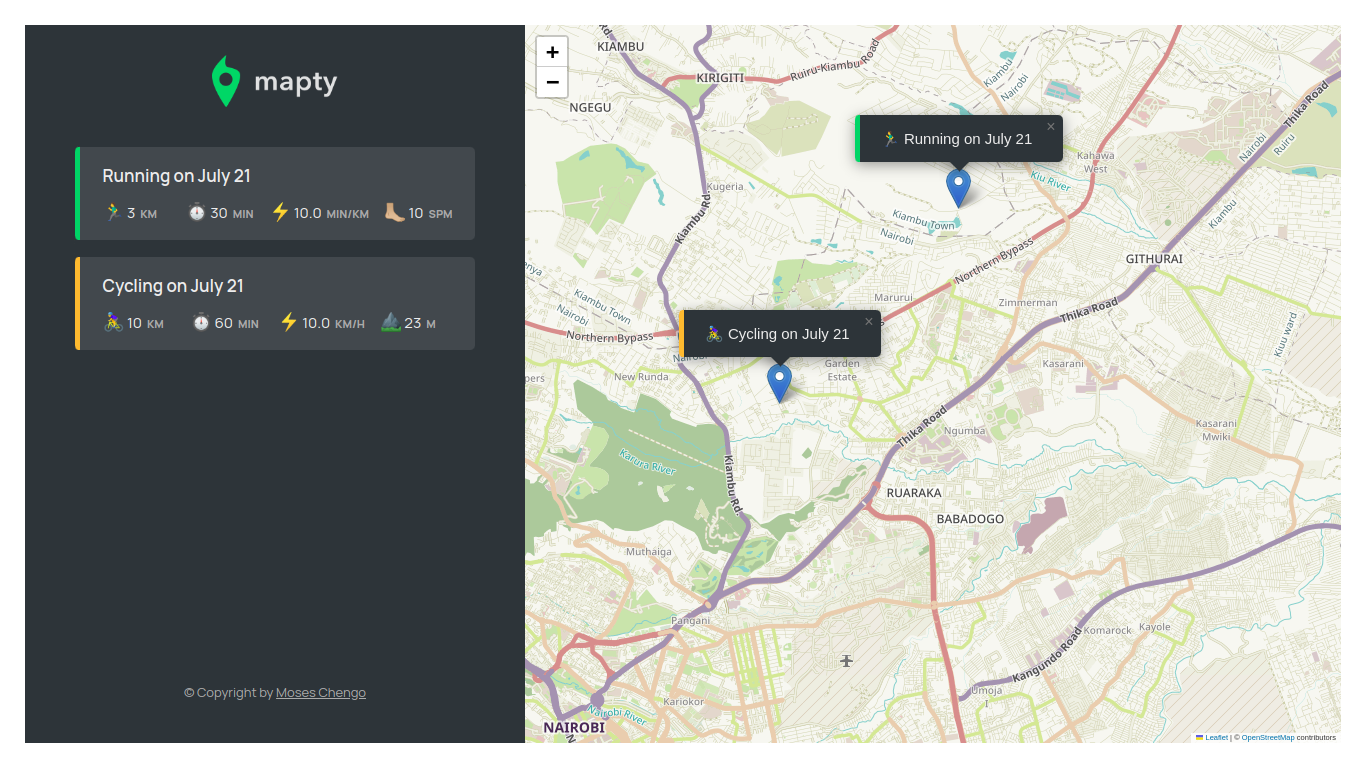 mapty
Running on July 21
🏃‍♂️ 3 KM ⏱ 30 MIN ⚡️ 10.0 MIN/KM 🦶🏼 10 SPM
Cycling on July 21
🚴‍♀️ 10 KM ⏱ 60 MIN ⚡️ 10.0 KM/H ⛰ 23 M
© Copyright by Moses Chengo
+
−
Rd.
KIAMBU
KIRIGITI
Ruiru-Kiambu Road
Kiambu
Nairobi
NGEGU
Thika Road
🏃‍♂️ Running on July 21
×
Nairobi
Ruiru
Kahawa
West
Kiu River
Kugeria
Kiambu Rd
Kiambu Town
Nairobi
Kiambu
Northern Bypass
GITHURAI
enya
Kiambu Town
Nairobi
Marurui
Zimmerman
Thika Road
Northern Bypass
🚴‍♀️ Cycling on July 21
×
s
Nairobi
Kiuu ward
Garden
Estate
Kasarani
pers
New Runda
Thika Road
Ngumba
Kasarani
Mwiki
Karura River
Kiambu Rd.
RUARAKA
BABADOGO
Muthaiga
Pangani
Komarock
Kayole
Kangundo Road
Umoja
I
Kariokor
Nairobi River
NAIROBI
N
Leaflet | © OpenStreetMap contributors